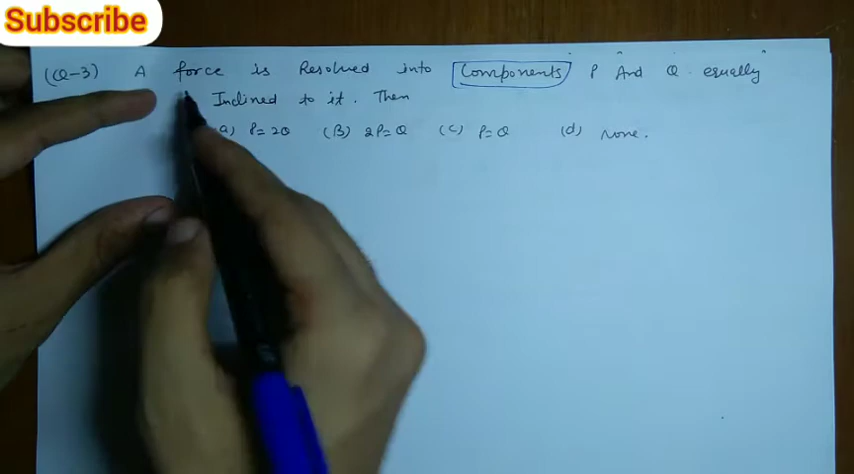 Subscribe
(Q-3) A force is Resolved into Components P And Q equally
Inclined to it. Then
a) P=2Q (B) 2P=Q (C) P=Q (d) None.